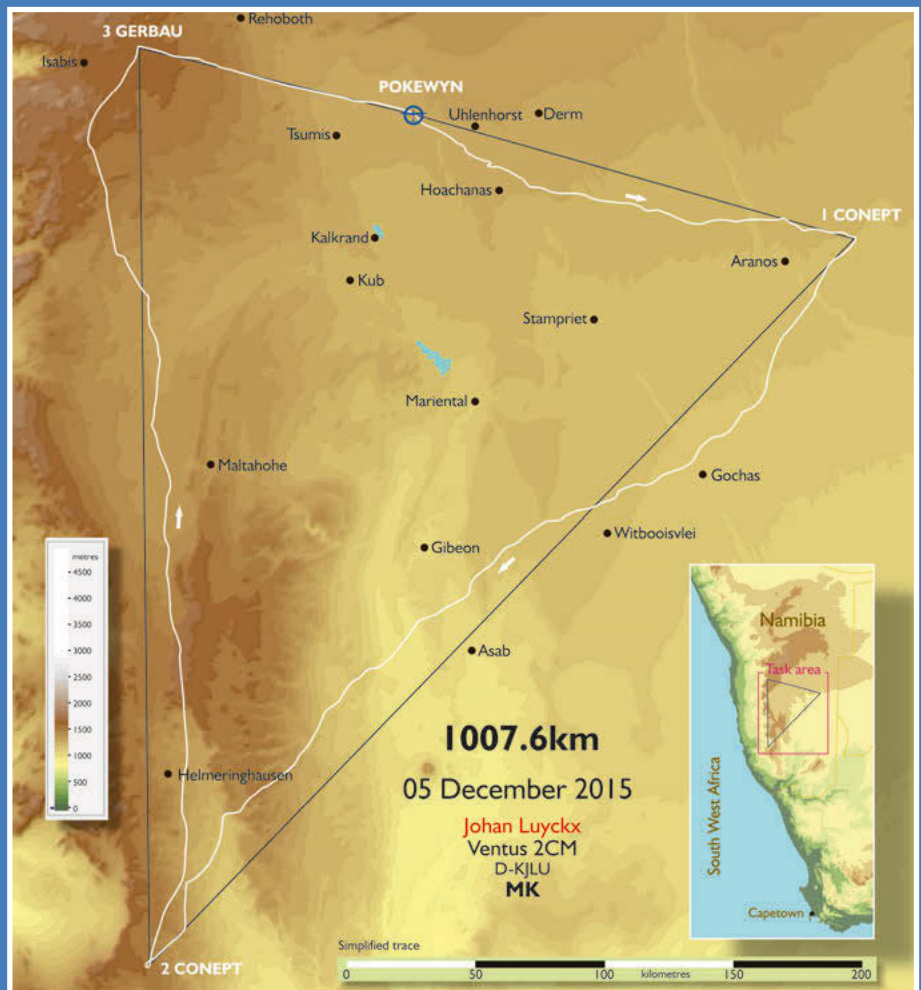 Rehoboth
3 GERBAU
Isabis
POKEWYN
Uhlenhorst
Derm
Tsumis
Hoachanas
1 CONEPT
Kalkrand
Aranos
Kub
Stampriet
Mariental
Maltahohe
Gochas
Witbooisvlei
Gibeon
metres
4500
4000
3500
3000
2500
2000
1500
1000
500
0
Namibia
Task area
South West Africa
Capetown
Asab
1007.6km
Helmeringhausen
05 December 2015
Johan Luyckx
Ventus 2CM
D-KJLU
MK
Simplified trace
2 CONEPT
0 50 100 kilometres 150 200